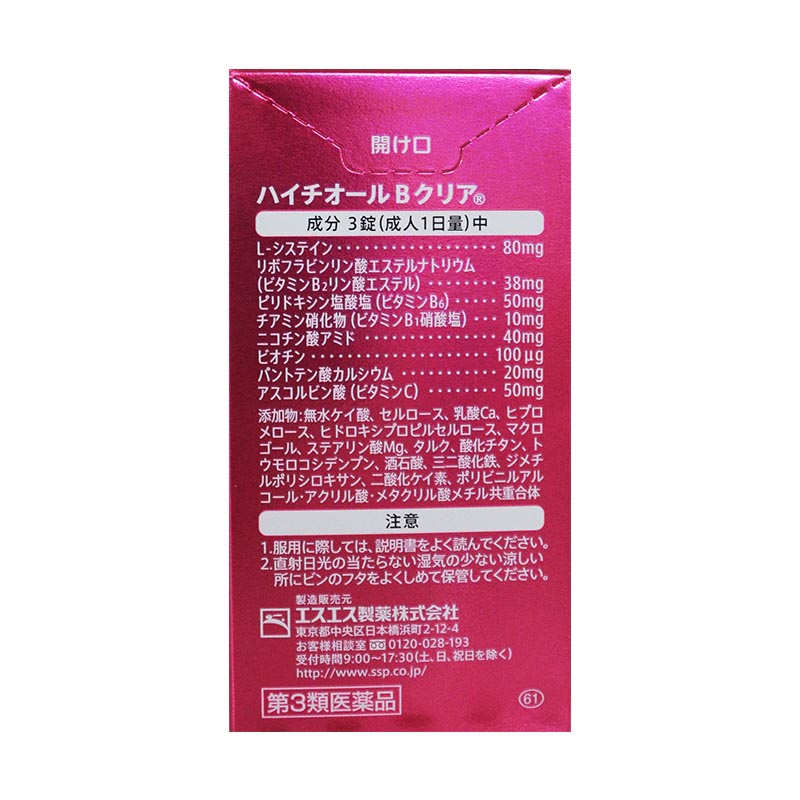 開け口
ハイチオールBクリア®
成分 3錠(成人1日量)中
L-システイン・・・・・・・・・・・・・・・・・・80mg
リボフラビンリン酸エステルナトリウム
(ビタミンB₂リン酸エステル)・・・・・・・・38mg
ピリドキシン塩酸塩(ビタミンB₆)・・・・・50mg
チアミン硝化物(ビタミンB₁硝酸塩)・・・10mg
ニコチン酸アミド・・・・・・・・・・・・・・・40mg
ビオチン・・・・・・・・・・・・・・・・・・・100μg
パントテン酸カルシウム・・・・・・・・・・・20mg
アスコルビン酸(ビタミンC)・・・・・・・・・50mg
添加物:無水ケイ酸、セルロース、乳酸Ca、ヒプロ
メロース、ヒドロキシプロピルセルロース、マクロ
ゴール、ステアリン酸Mg、タルク、酸化チタン、ト
ウモロコシデンプン、酒石酸、三二酸化鉄、ジメチ
ルポリシロキサン、二酸化ケイ素、ポリビニルアル
コール・アクリル酸・メタクリル酸メチル共重合体
注意
1.服用に際しては、説明書をよく読んでください。
2.直射日光の当たらない湿気の少ない涼しい
所にビンのフタをよくしめて保管してください。
製造販売元
エスエス製薬株式会社
東京都中央区日本橋浜町2-12-4
お客様相談室 0120-028-193
受付時間9:00〜17:30(土、日、祝日を除く)
http://www.ssp.co.jp/
第3類医薬品
61